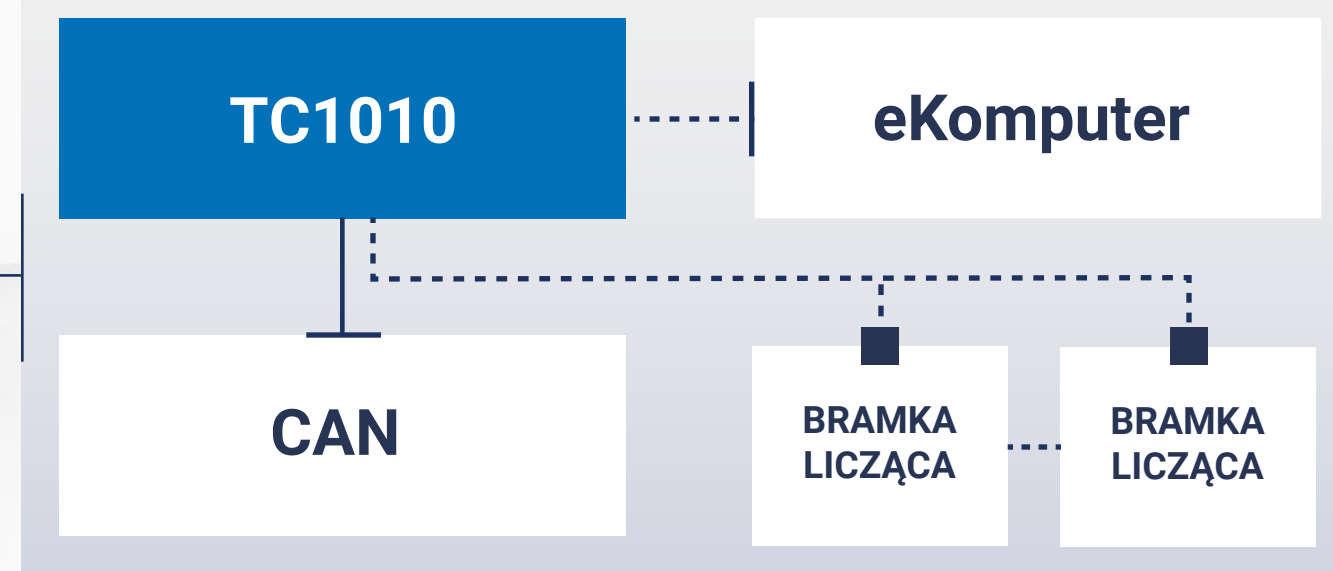 TC1010
eKomputer
CAN
BRAMKA
LICZĄCA
BRAMKA
LICZĄCA